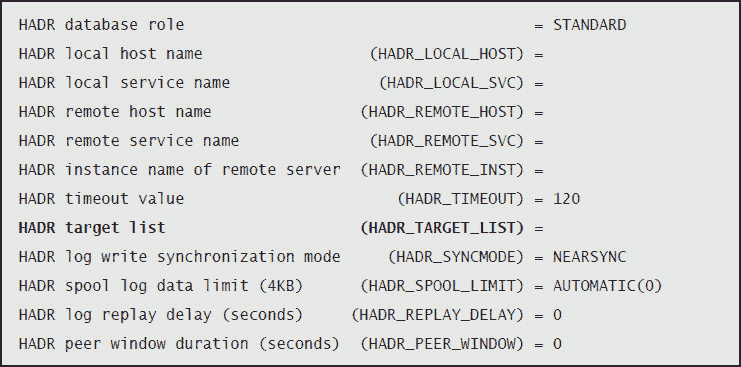 HADR database role = STANDARD
HADR local host name (HADR_LOCAL_HOST) =
HADR local service name (HADR_LOCAL_SVC) =
HADR remote host name (HADR_REMOTE_HOST) =
HADR remote service name (HADR_REMOTE_SVC) =
HADR instance name of remote server (HADR_REMOTE_INST) =
HADR timeout value (HADR_TIMEOUT) = 120
HADR target list (HADR_TARGET_LIST) =
HADR log write synchronization mode (HADR_SYNCMODE) = NEARSYNC
HADR spool log data limit (4KB) (HADR_SPOOL_LIMIT) = AUTOMATIC(0)
HADR log replay delay (seconds) (HADR_REPLAY_DELAY) = 0
HADR peer window duration (seconds) (HADR_PEER_WINDOW) = 0